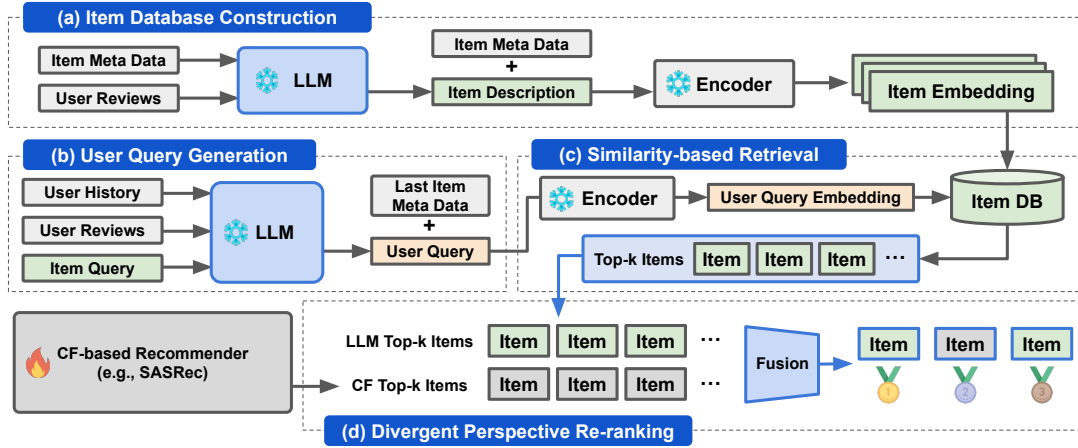 (a) Item Database Construction
Item Meta Data
User Reviews
LLM
Item Meta Data
+
Item Description
Encoder
Item Embedding
(b) User Query Generation
User History
User Reviews
Item Query
LLM
Last Item
Meta Data
+
User Query
(c) Similarity-based Retrieval
Encoder
User Query Embedding
Item DB
Top-k Items
Item
Item
Item
...
CF-based Recommender
(e.g., SASRec)
LLM Top-k Items
Item
Item
Item
...
CF Top-k Items
Item
Item
Item
...
Fusion
Item
Item
Item
1
2
3
(d) Divergent Perspective Re-ranking